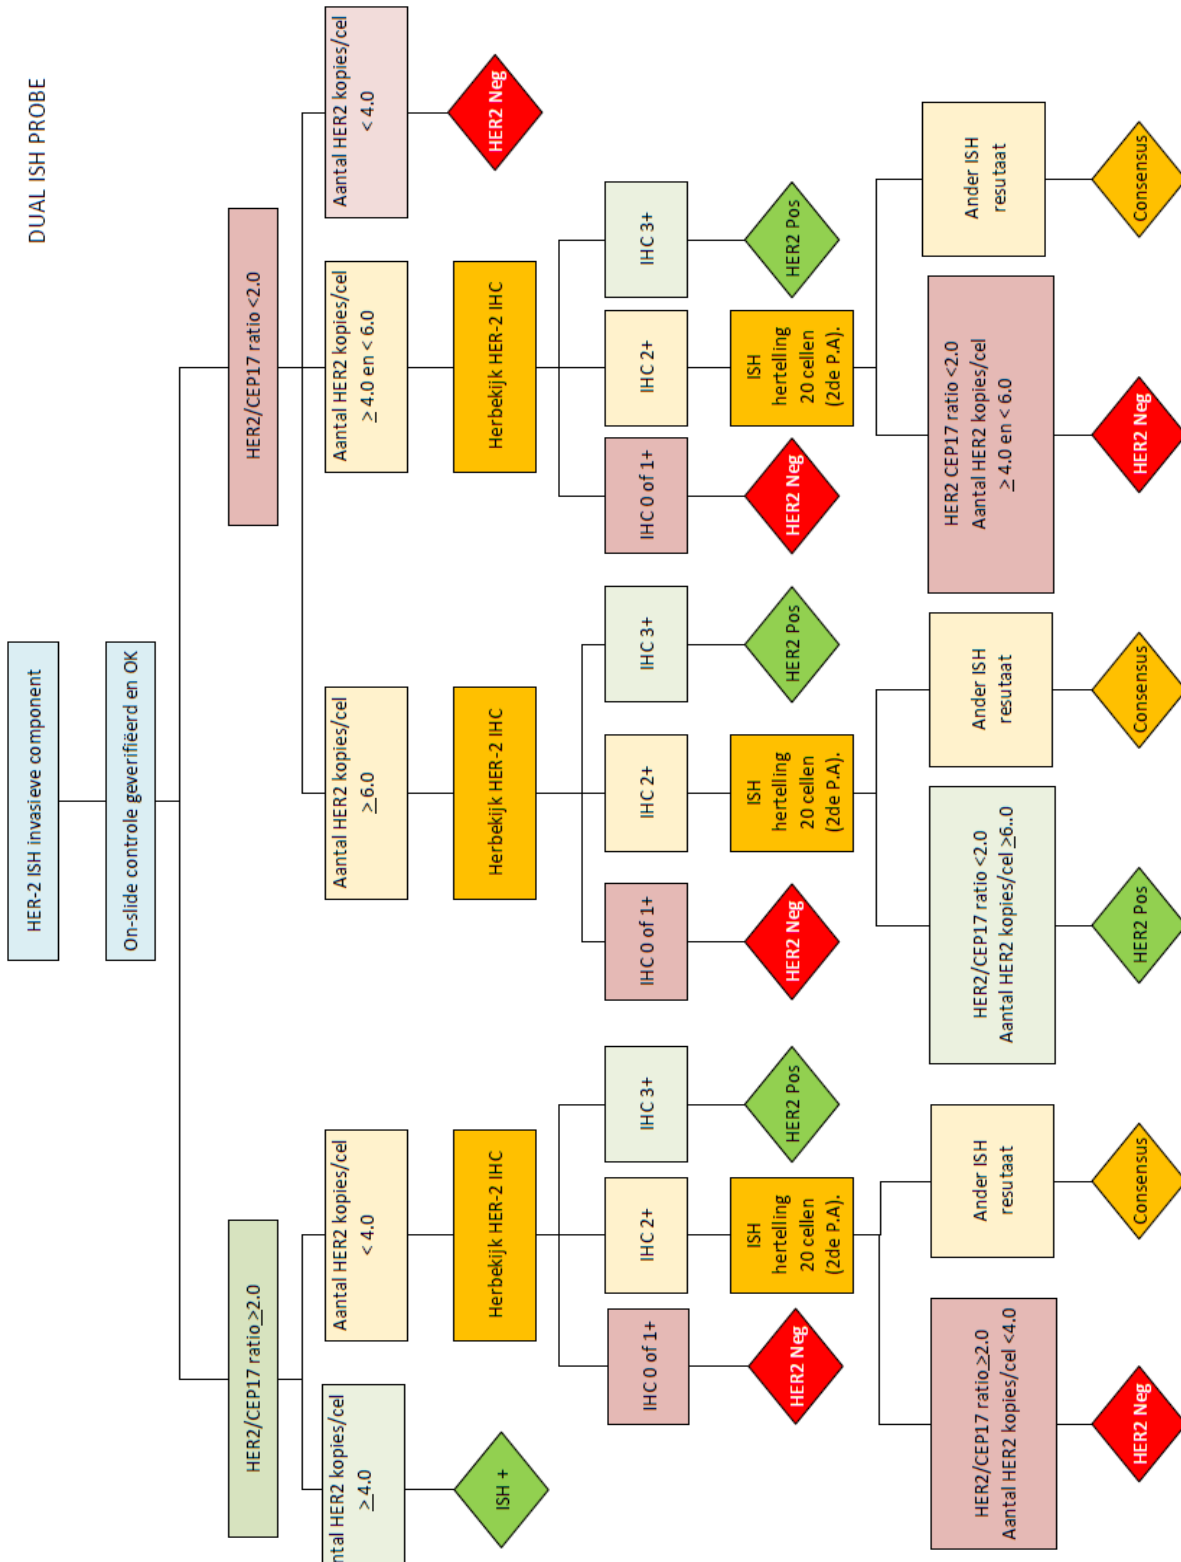 DUAL ISH PROBE
HER-2 ISH invasieve component
On-slide controle geverifiëerd en OK
HER2/CEP17 ratio ≥2.0
HER2/CEP17 ratio <2.0
ntal HER2 kopies/cel
≥4.0
Aantal HER2 kopies/cel
< 4.0
Aantal HER2 kopies/cel
≥6.0
Aantal HER2 kopies/cel
≥ 4.0 en < 6.0
Aantal HER2 kopies/cel
< 4.0
ISH +
Herbekijk HER-2 IHC
Herbekijk HER-2 IHC
Herbekijk HER-2 IHC
HER2 Neg
IHC 0 of 1+
IHC 2+
IHC 3+
IHC 0 of 1+
IHC 2+
IHC 3+
IHC 0 of 1+
IHC 2+
IHC 3+
HER2 Neg
ISH
hertelling
20 cellen
(2de P.A).
HER2 Pos
HER2 Neg
ISH
hertelling
20 cellen
(2de P.A).
HER2 Pos
HER2 Neg
ISH
hertelling
20 cellen
(2de P.A).
HER2 Pos
HER2/CEP17 ratio ≥2.0
Aantal HER2 kopies/cel <4.0
Ander ISH
resutaat
HER2/CEP17 ratio <2.0
Aantal HER2 kopies/cel ≥6..0
Ander ISH
resutaat
HER2 CEP17 ratio <2.0
Aantal HER2 kopies/cel
≥ 4.0 en < 6.0
Ander ISH
resutaat
HER2 Neg
Consensus
HER2 Pos
Consensus
HER2 Neg
Consensus